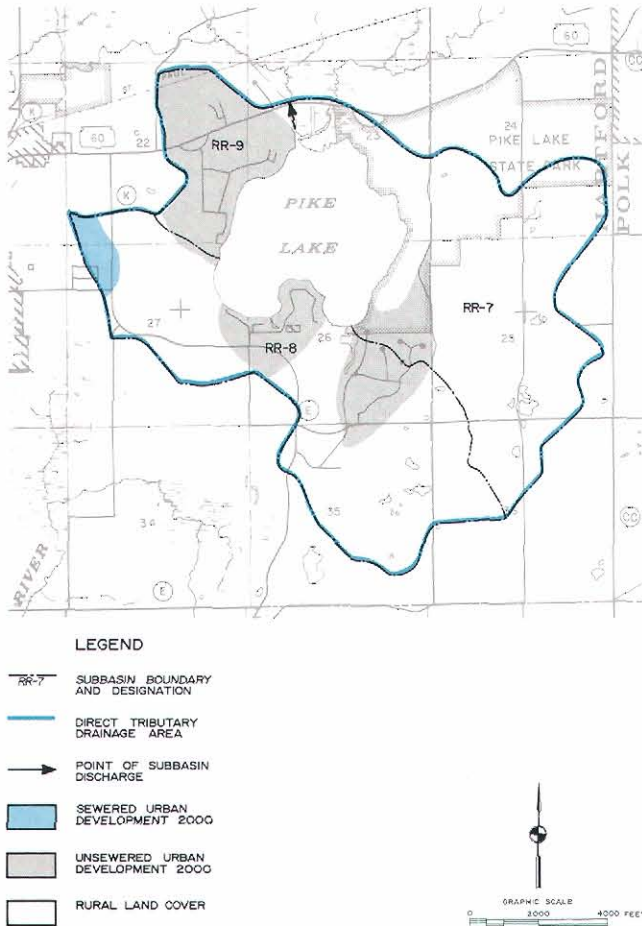 60
CC
HARTFORD
POLK
K
60
22
RR-9
23
24
PIKE LAKE
STATE PARK
K
PIKE
LAKE
27
RR-8
26
RR-7
25
E
34
35
36
CC
RIVER
E
LEGEND
RR-7
SUBBASIN BOUNDARY
AND DESIGNATION
DIRECT TRIBUTARY
DRAINAGE AREA
POINT OF SUBBASIN
DISCHARGE
SEWERED URBAN
DEVELOPMENT 2000
UNSEWERED URBAN
DEVELOPMENT 2000
RURAL LAND COVER
GRAPHIC SCALE
0 2000 4000 FEET